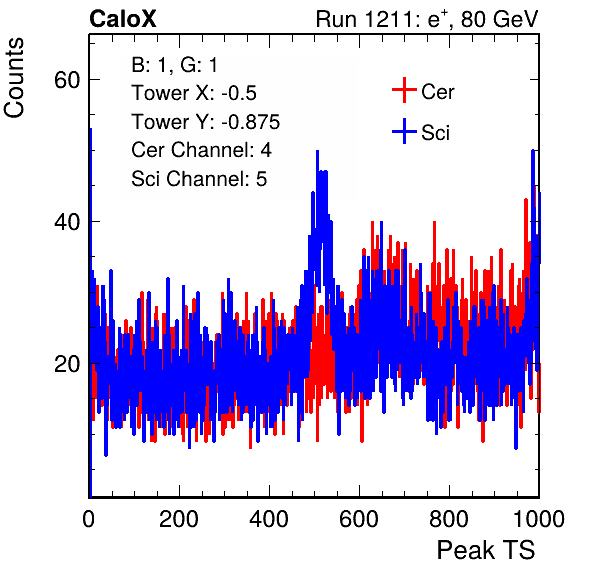 CaloX Run 1211: e⁺, 80 GeV
Counts
B: 1, G: 1
Tower X: -0.5
Tower Y: -0.875
Cer Channel: 4
Sci Channel: 5
Cer
Sci
60
40
20
0 200 400 600 800 1000
Peak TS